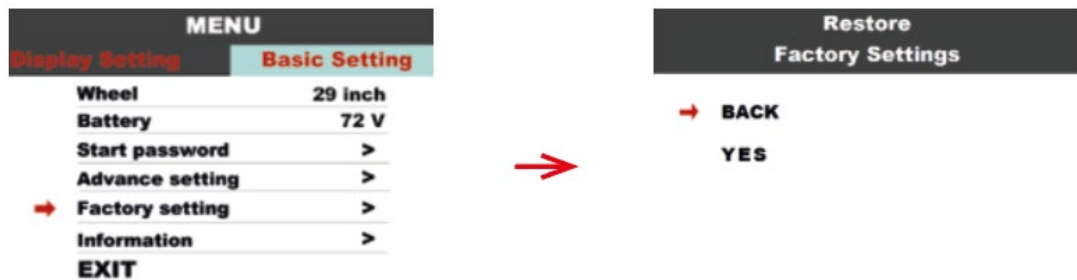 MENU
Display Setting Basic Setting
Wheel 29 inch
Battery 72 V
Start password >
Advance setting >
Factory setting >
Information >
EXIT
Restore
Factory Settings
BACK
YES